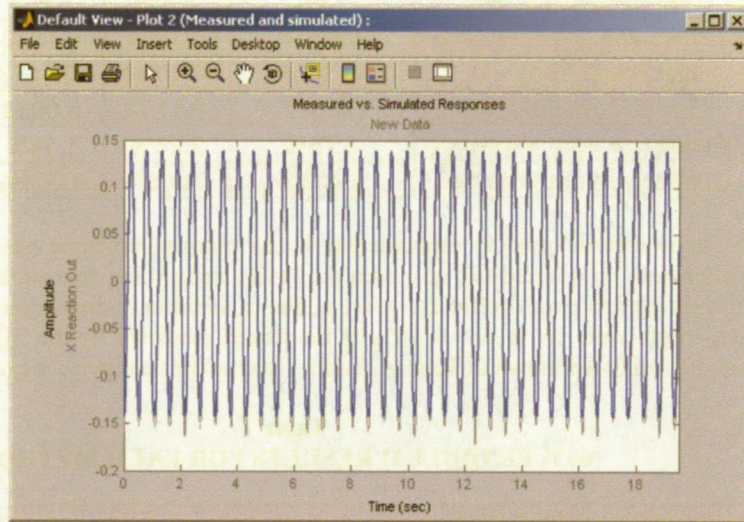 Default View - Plot 2 (Measured and simulated) :
File Edit View Insert Tools Desktop Window Help
Measured vs. Simulated Responses
New Data
0.15
0.1
0.05
0
-0.05
-0.1
-0.15
-0.2
Amplitude
X Reaction Out
0 2 4 6 8 10 12 14 16 18
Time (sec)